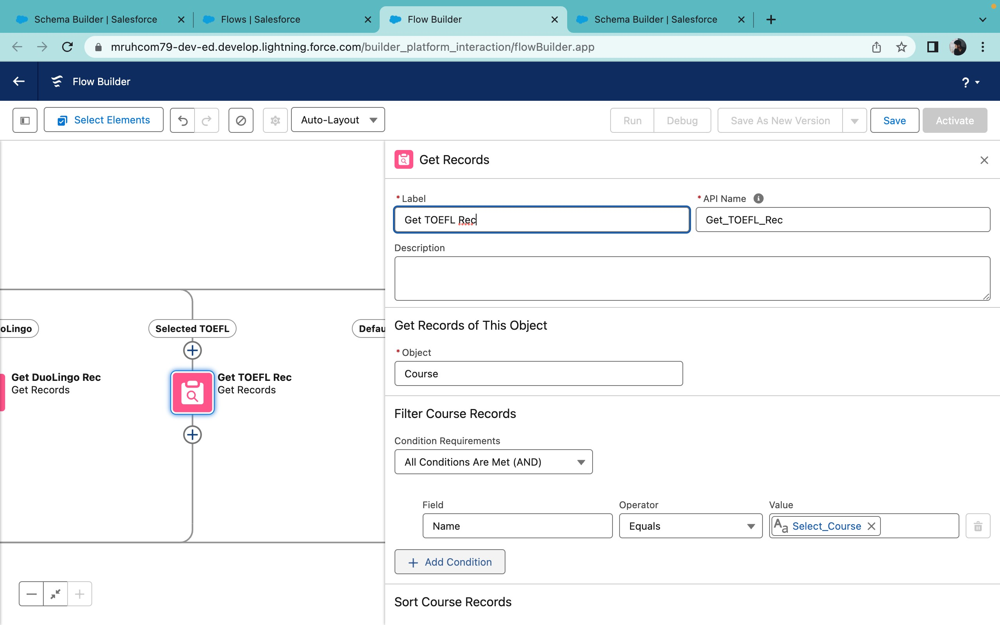 Schema Builder | Salesforce
Flows | Salesforce
Flow Builder
Schema Builder | Salesforce
mruhcom79-dev-ed.develop.lightning.force.com/builder_platform_interaction/flowBuilder.app
Flow Builder
?
Select Elements
Auto-Layout
Run
Debug
Save As New Version
Save
Activate
oLingo
Selected TOEFL
Defau
Get DuoLingo Rec
Get Records
Get TOEFL Rec
Get Records
Get Records
* Label
* API Name
Get TOEFL Rec
Get_TOEFL_Rec
Description
Get Records of This Object
* Object
Course
Filter Course Records
Condition Requirements
All Conditions Are Met (AND)
Field
Operator
Value
Name
Equals
Aa Select_Course
Add Condition
Sort Course Records